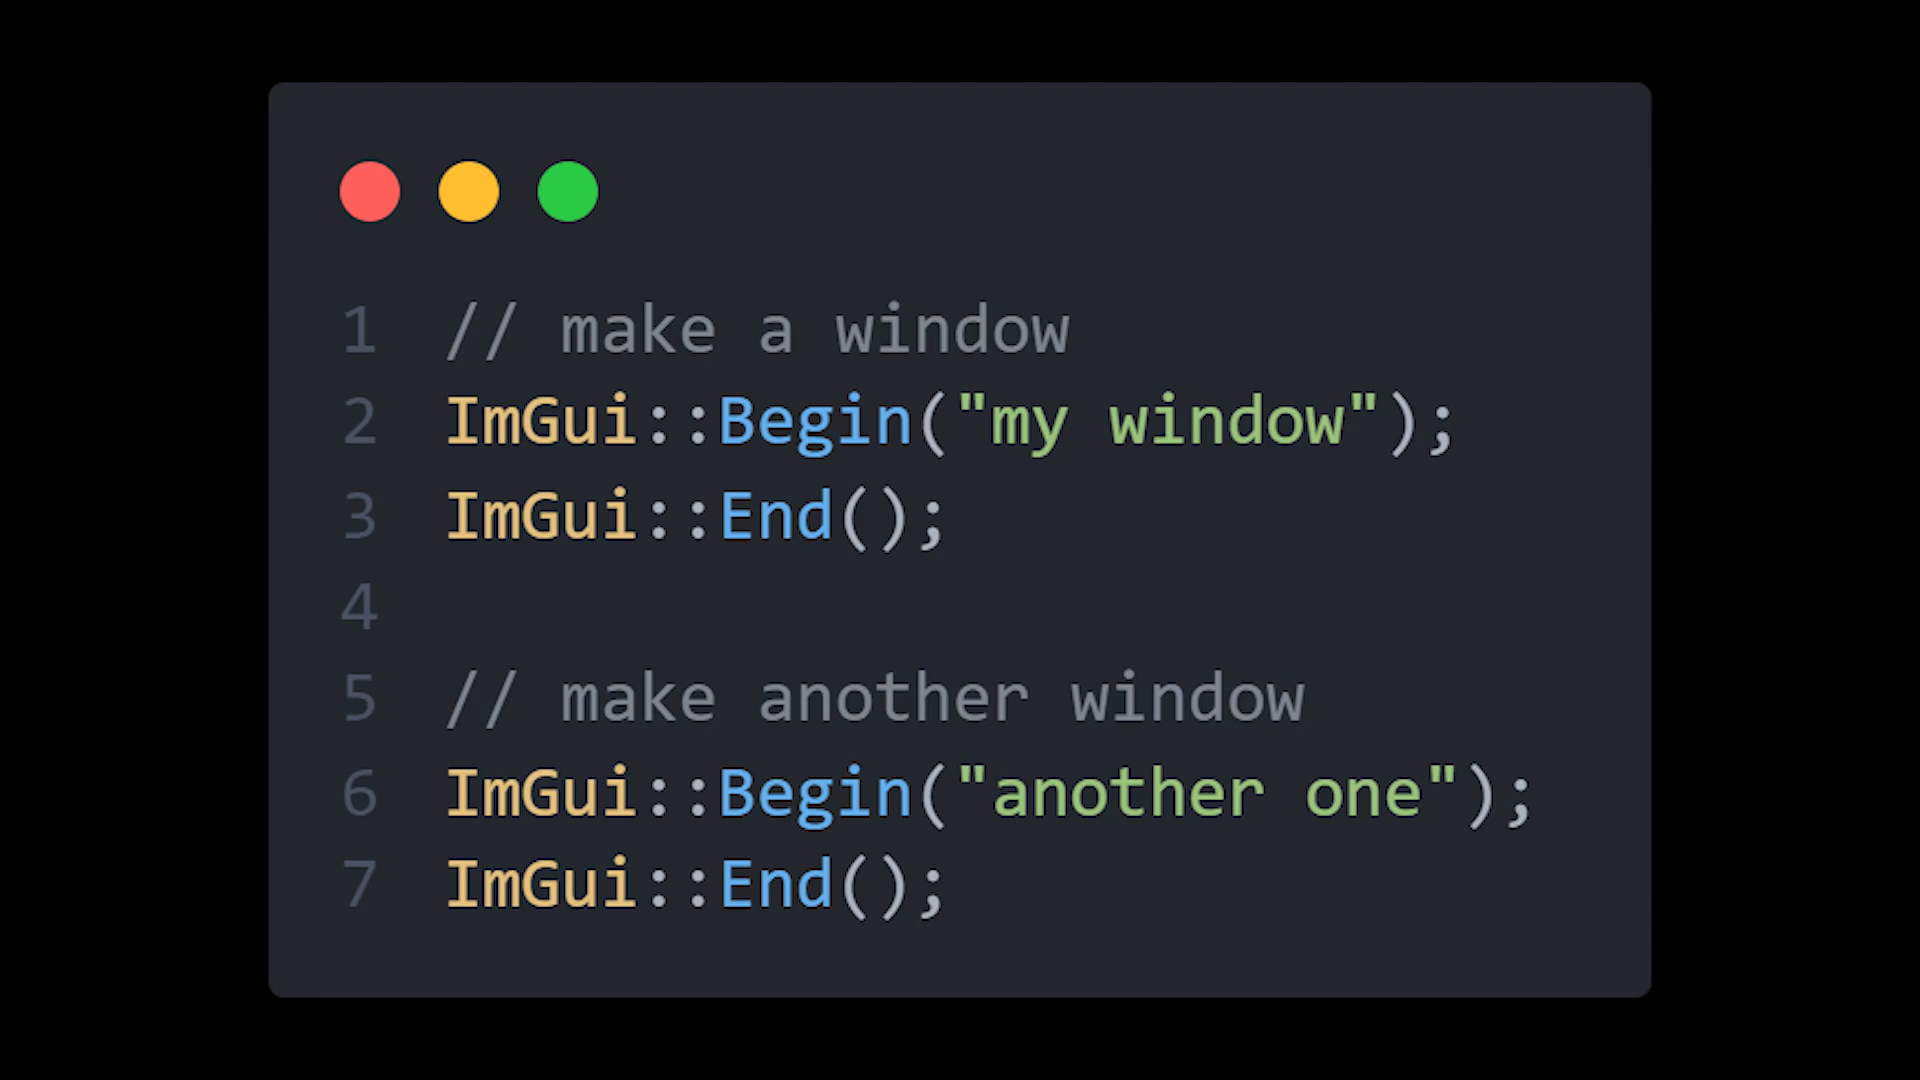 1 // make a window
2 ImGui::Begin("my window");
3 ImGui::End();
4
5 // make another window
6 ImGui::Begin("another one");
7 ImGui::End();